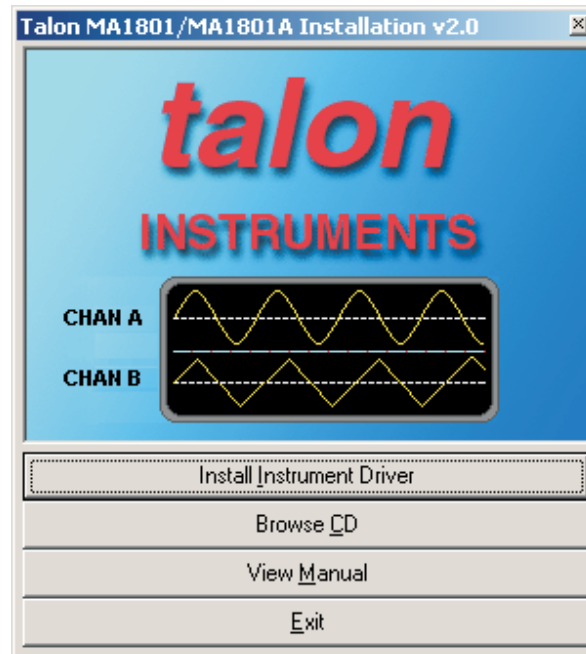 Talon MA1801/MA1801A Installation v2.0
talon
INSTRUMENTS
CHAN A
CHAN B
Install Instrument Driver
Browse CD
View Manual
Exit